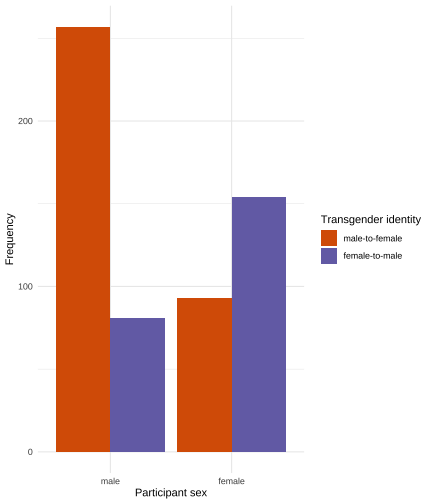 Frequency
200
100
0
male
female
Participant sex
Transgender identity
male-to-female
female-to-male